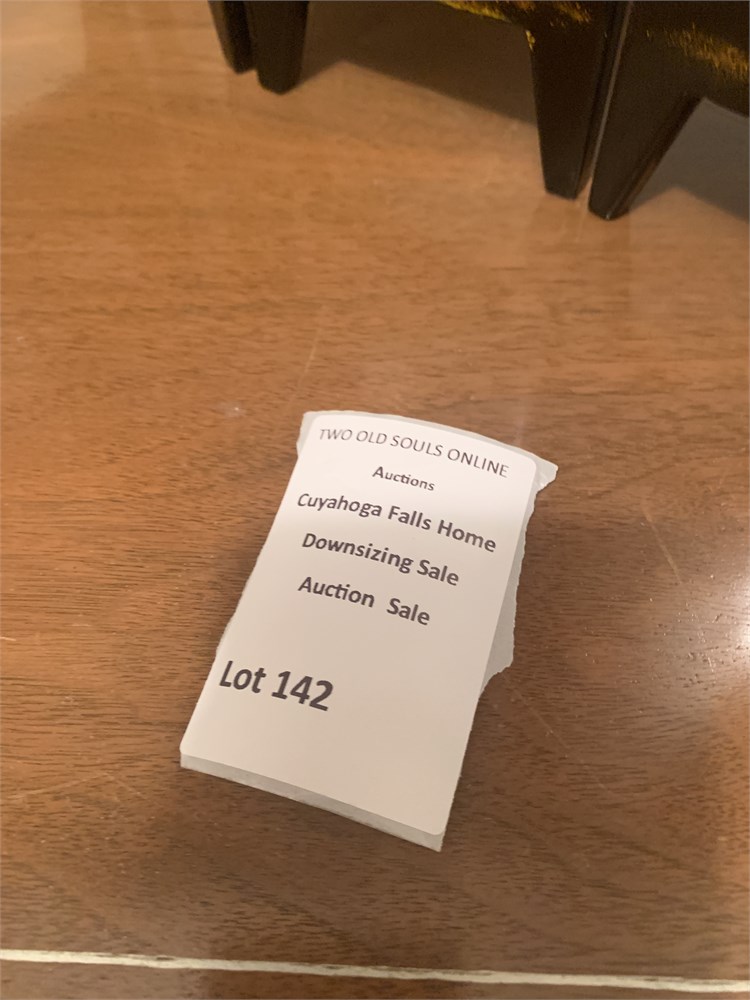 TWO OLD SOULS ONLINE
Auctions
Cuyahoga Falls Home
Downsizing Sale
Auction Sale
Lot 142